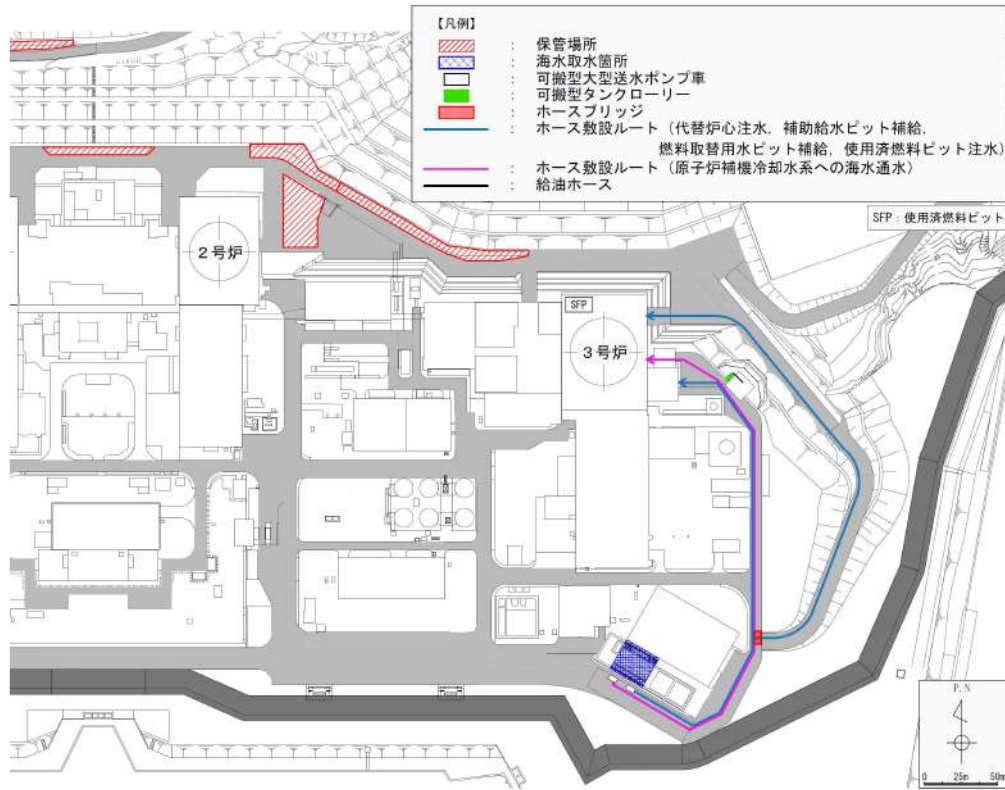 【凡例】
： 保管場所
： 海水取水箇所
： 可搬型大型送水ポンプ車
： 可搬型タンクローリー
： ホースブリッジ
： ホース敷設ルート（代替炉心注水，補助給水ピット補給，
燃料取替用水ピット補給，使用済燃料ピット注水）
： ホース敷設ルート（原子炉補機冷却水系への海水通水）
： 給油ホース
SFP：使用済燃料ピット
2号炉
SFP
3号炉
P.N
0 25m 50m